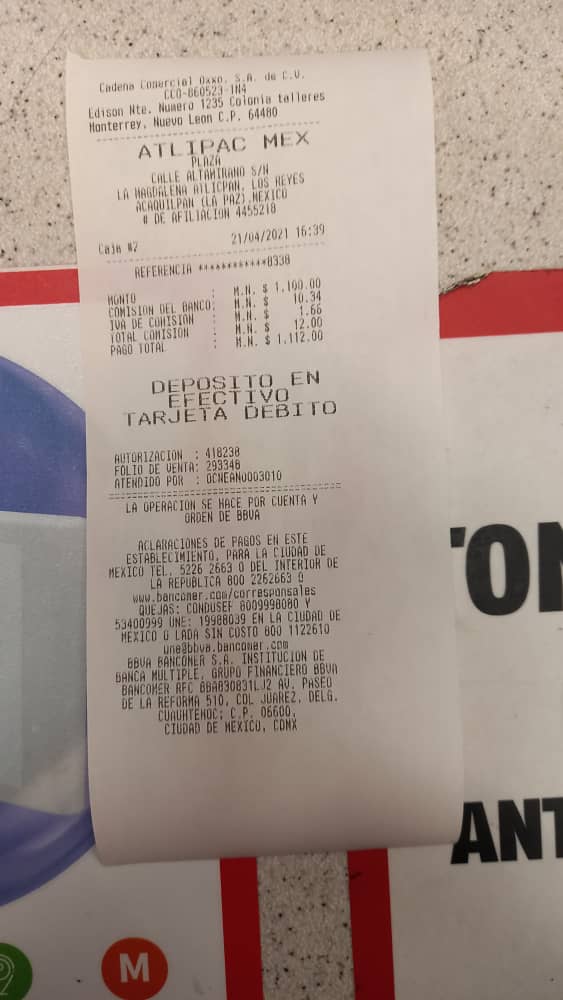 Cadena Comercial Oxxo, S.A. de C.V.
CCO-860523-1N4
Edison Nte. Numero 1235 Colonia talleres
Monterrey, Nuevo Leon C.P. 64480
ATLIPAC MEX
PLAZA
CALLE ALTAMIRANO S/N
LA MAGDALENA ATLICPAN, LOS REYES
ACAQUILPAN (LA PAZ),MEXICO
# DE AFILIACION 4455218
Caja #2 21/04/2021 16:39
REFERENCIA ************8338
MONTO : M.N. $ 1,100.00
COMISION DEL BANCO: M.N. $ 10.34
IVA DE COMISION : M.N. $ 1.66
TOTAL COMISION : M.N. $ 12.00
PAGO TOTAL : M.N. $ 1,112.00
DEPOSITO EN
EFECTIVO
TARJETA DEBITO
AUTORIZACION : 418238
FOLIO DE VENTA: 293348
ATENDIDO POR : OCNEANO003010
LA OPERACION SE HACE POR CUENTA Y
ORDEN DE BBVA
ACLARACIONES DE PAGOS EN ESTE
ESTABLECIMIENTO, PARA LA CIUDAD DE
MEXICO TEL. 5226 2663 O DEL INTERIOR DE
LA REPUBLICA 800 2262663 O
www.bancomer.com/corresponsales
QUEJAS: CONDUSEF 8009998080 Y
53400999 UNE: 19988039 EN LA CIUDAD DE
MEXICO O LADA SIN COSTO 800 1122610
une@bbva.bancomer.com
BBVA BANCOMER S.A. INSTITUCION DE
BANCA MULTIPLE, GRUPO FINANCIERO BBVA
BANCOMER RFC BBA830831LJ2 AV. PASEO
DE LA REFORMA 510, COL JUAREZ, DELG.
CUAUHTEMOC; C.P. 06600,
CIUDAD DE MEXICO, CDMX
TON
ANT
M